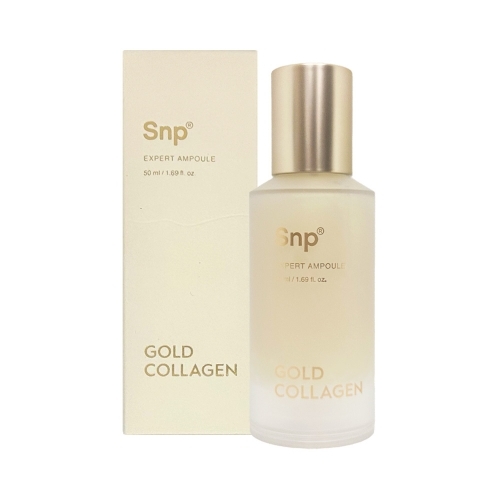 Snp®
EXPERT AMPOULE
50 ml / 1.69 fl. oz
GOLD
COLLAGEN
Snp®
EXPERT AMPOULE
ml / 1.69 fl. oz.
GOLD
COLLAGEN